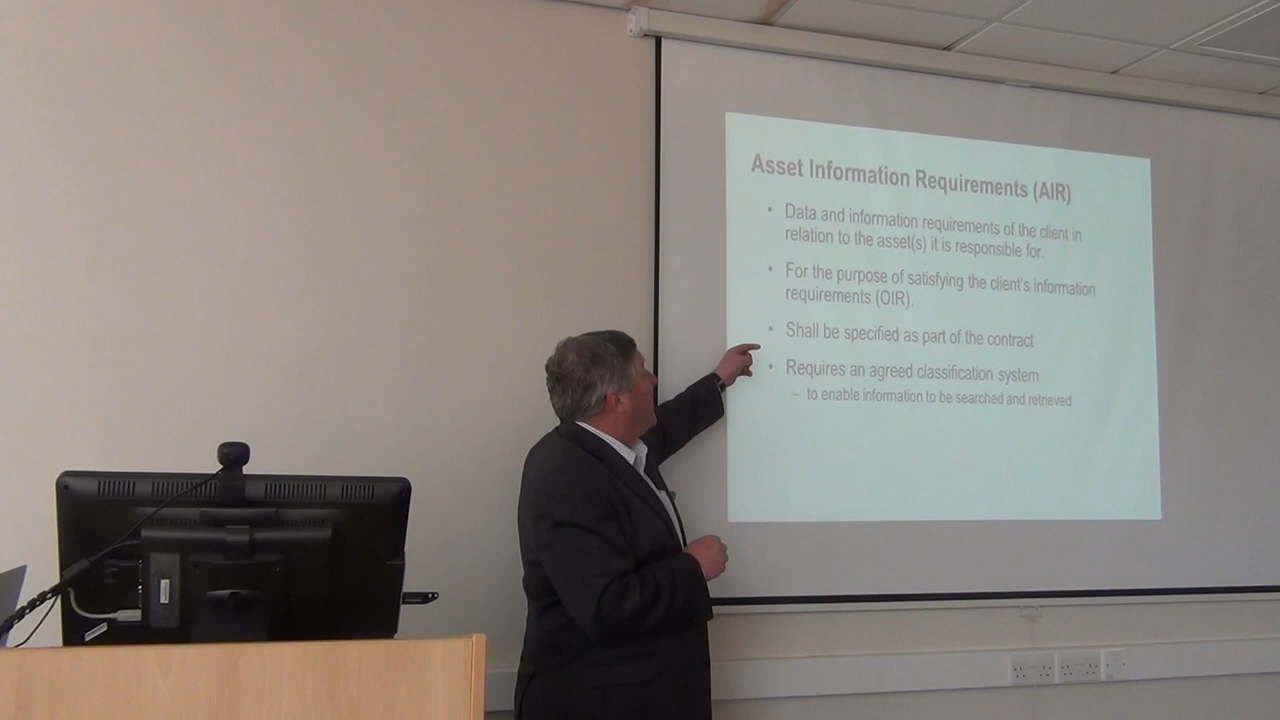 Asset Information Requirements (AIR)
• Data and information requirements of the client in
relation to the asset(s) it is responsible for.
• For the purpose of satisfying the client's information
requirements (OIR).
• Shall be specified as part of the contract
• Requires an agreed classification system
– to enable information to be searched and retrieved